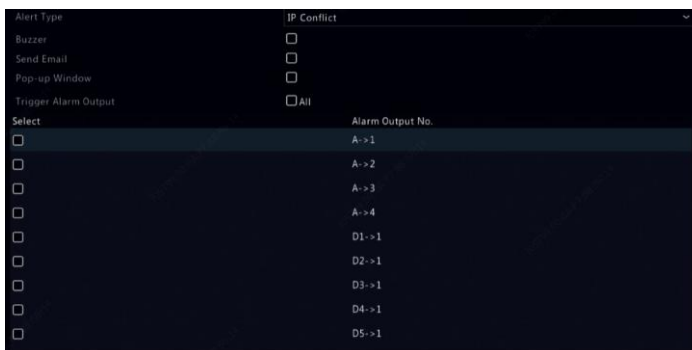 Alert Type IP Conflict
Buzzer
Send Email
Pop-up Window
Trigger Alarm Output All
Select Alarm Output No.
A->1
A->2
A->3
A->4
D1->1
D2->1
D3->1
D4->1
D5->1